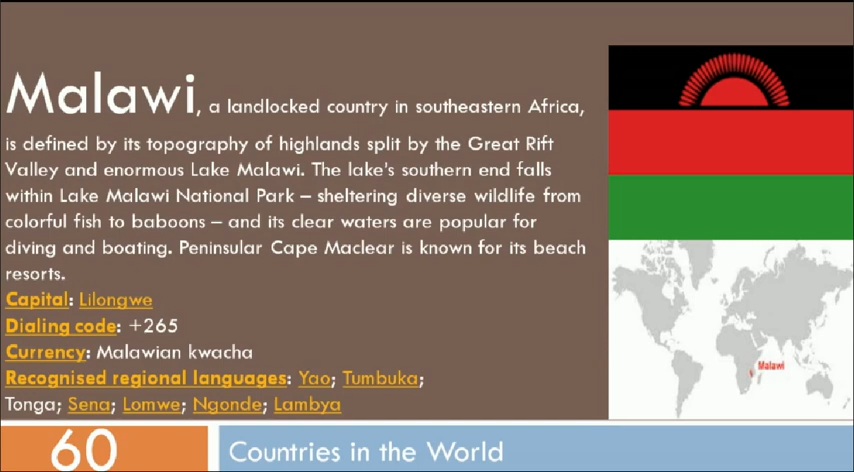 Malawi, a landlocked country in southeastern Africa,
is defined by its topography of highlands split by the Great Rift
Valley and enormous Lake Malawi. The lake's southern end falls
within Lake Malawi National Park – sheltering diverse wildlife from
colorful fish to baboons – and its clear waters are popular for
diving and boating. Peninsular Cape Maclear is known for its beach
resorts.
Capital: Lilongwe
Dialing code: +265
Currency: Malawian kwacha
Recognised regional languages: Yao; Tumbuka;
Tonga; Sena; Lomwe; Ngonde; Lambya
Malawi
60
Countries in the World